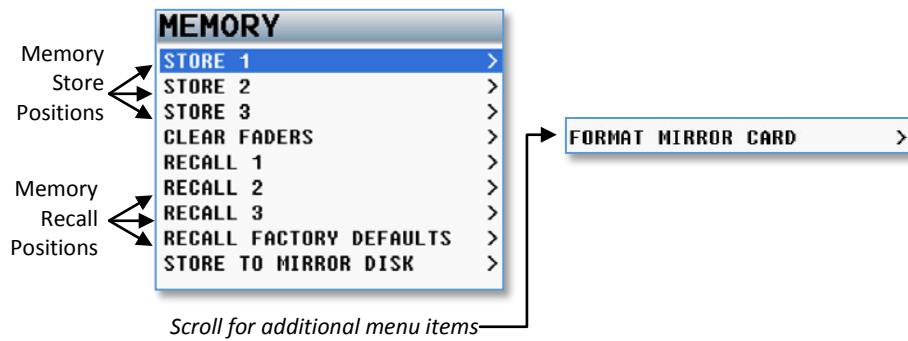 MEMORY
Memory
Store
Positions
STORE 1 >
STORE 2 >
STORE 3 >
CLEAR FADERS >
RECALL 1 >
Memory
Recall
Positions
RECALL 2 >
RECALL 3 >
RECALL FACTORY DEFAULTS >
STORE TO MIRROR DISK >
FORMAT MIRROR CARD >
Scroll for additional menu items